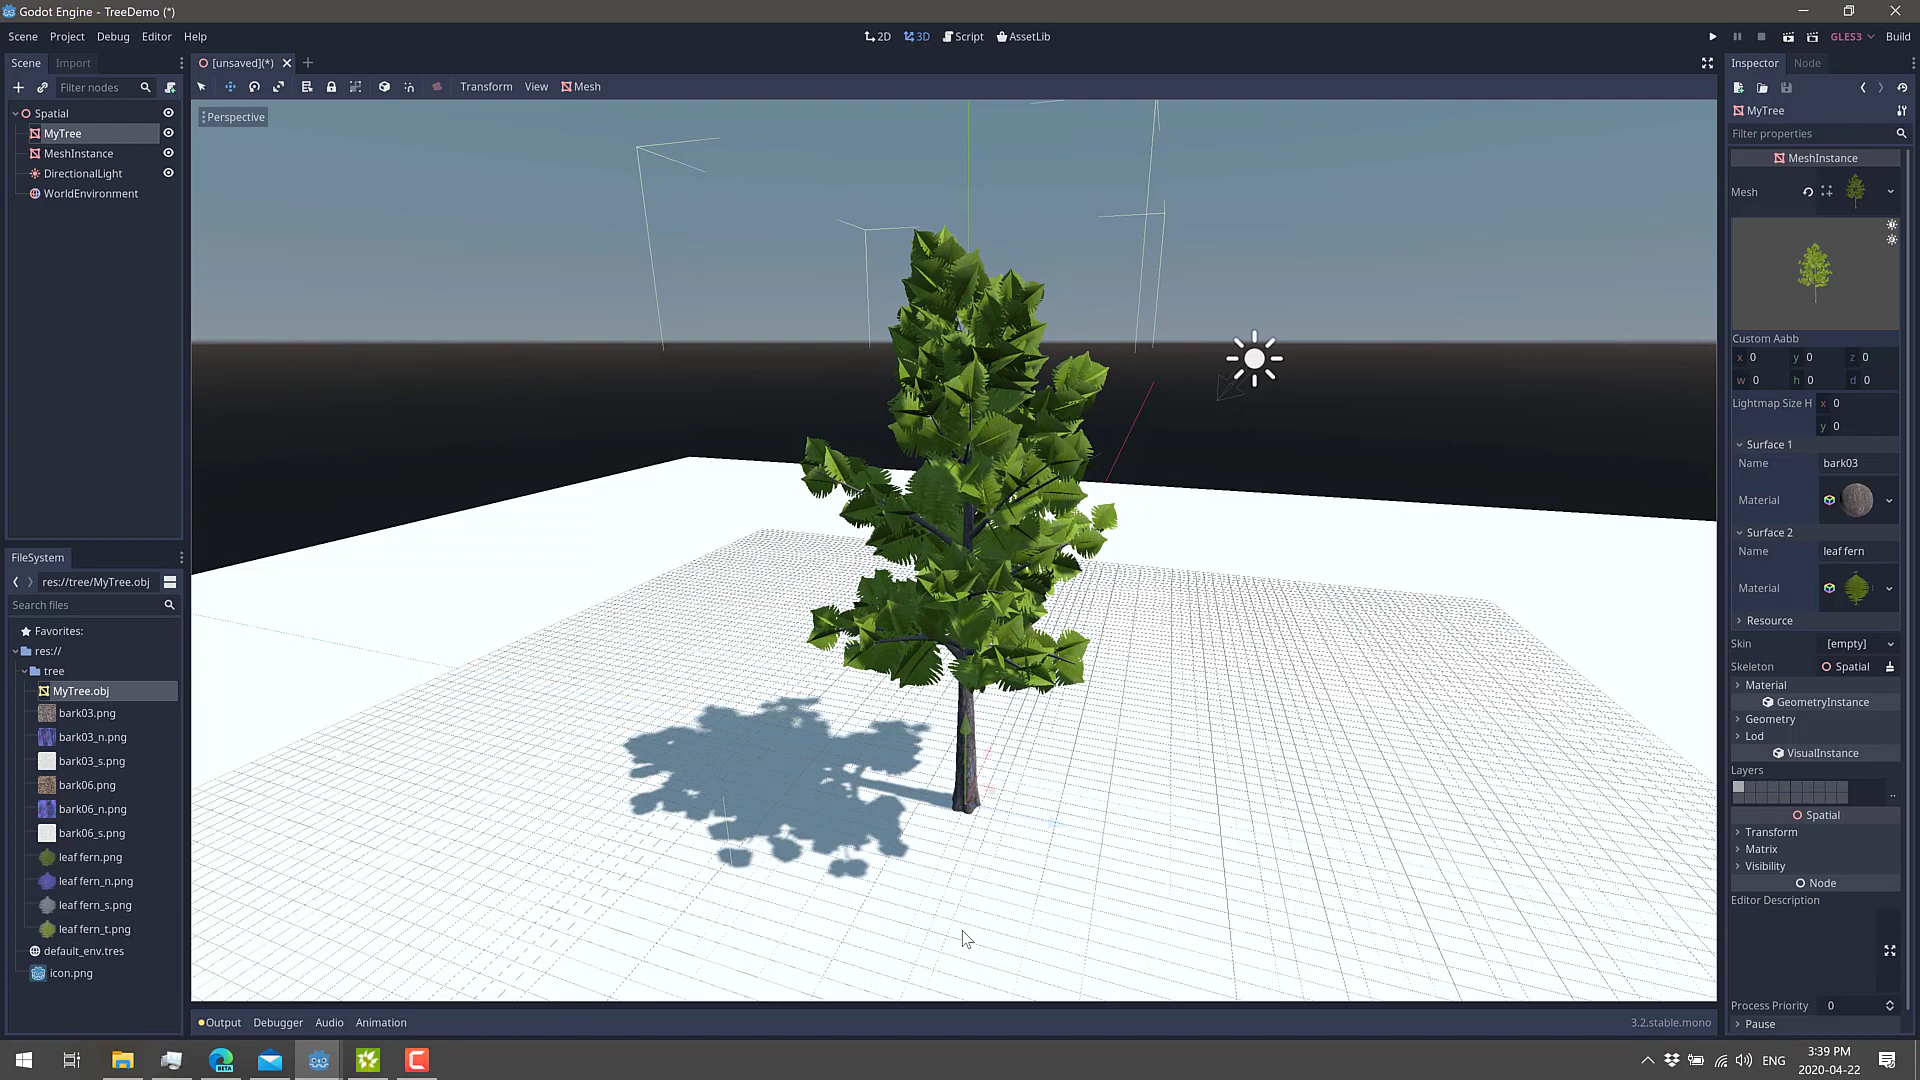 Godot Engine - TreeDemo (*)
Scene Project Debug Editor Help
2D 3D Script AssetLib
GLES3 Build
Scene Import
[unsaved](*)
Inspector Node
Filter nodes
Transform View Mesh
Spatial
MyTree
MeshInstance
DirectionalLight
WorldEnvironment
Perspective
MyTree
Filter properties
MeshInstance
Mesh
Custom Aabb
x 0 y 0 z 0
w 0 h 0 d 0
Lightmap Size H x 0
y 0
Surface 1
Name bark03
Material
Surface 2
Name leaf fern
Material
Resource
Skin [empty]
Skeleton Spatial
Material
GeometryInstance
Geometry
Lod
VisualInstance
Layers
..
Spatial
Transform
Matrix
Visibility
Node
Editor Description
Process Priority 0
Pause
FileSystem
res://tree/MyTree.obj
Search files
Favorites:
res://
tree
MyTree.obj
bark03.png
bark03_n.png
bark03_s.png
bark06.png
bark06_n.png
bark06_s.png
leaf fern.png
leaf fern_n.png
leaf fern_s.png
leaf fern_t.png
default_env.tres
icon.png
Output Debugger Audio Animation
3.2.stable.mono
BETA
ENG
3:39 PM
2020-04-22